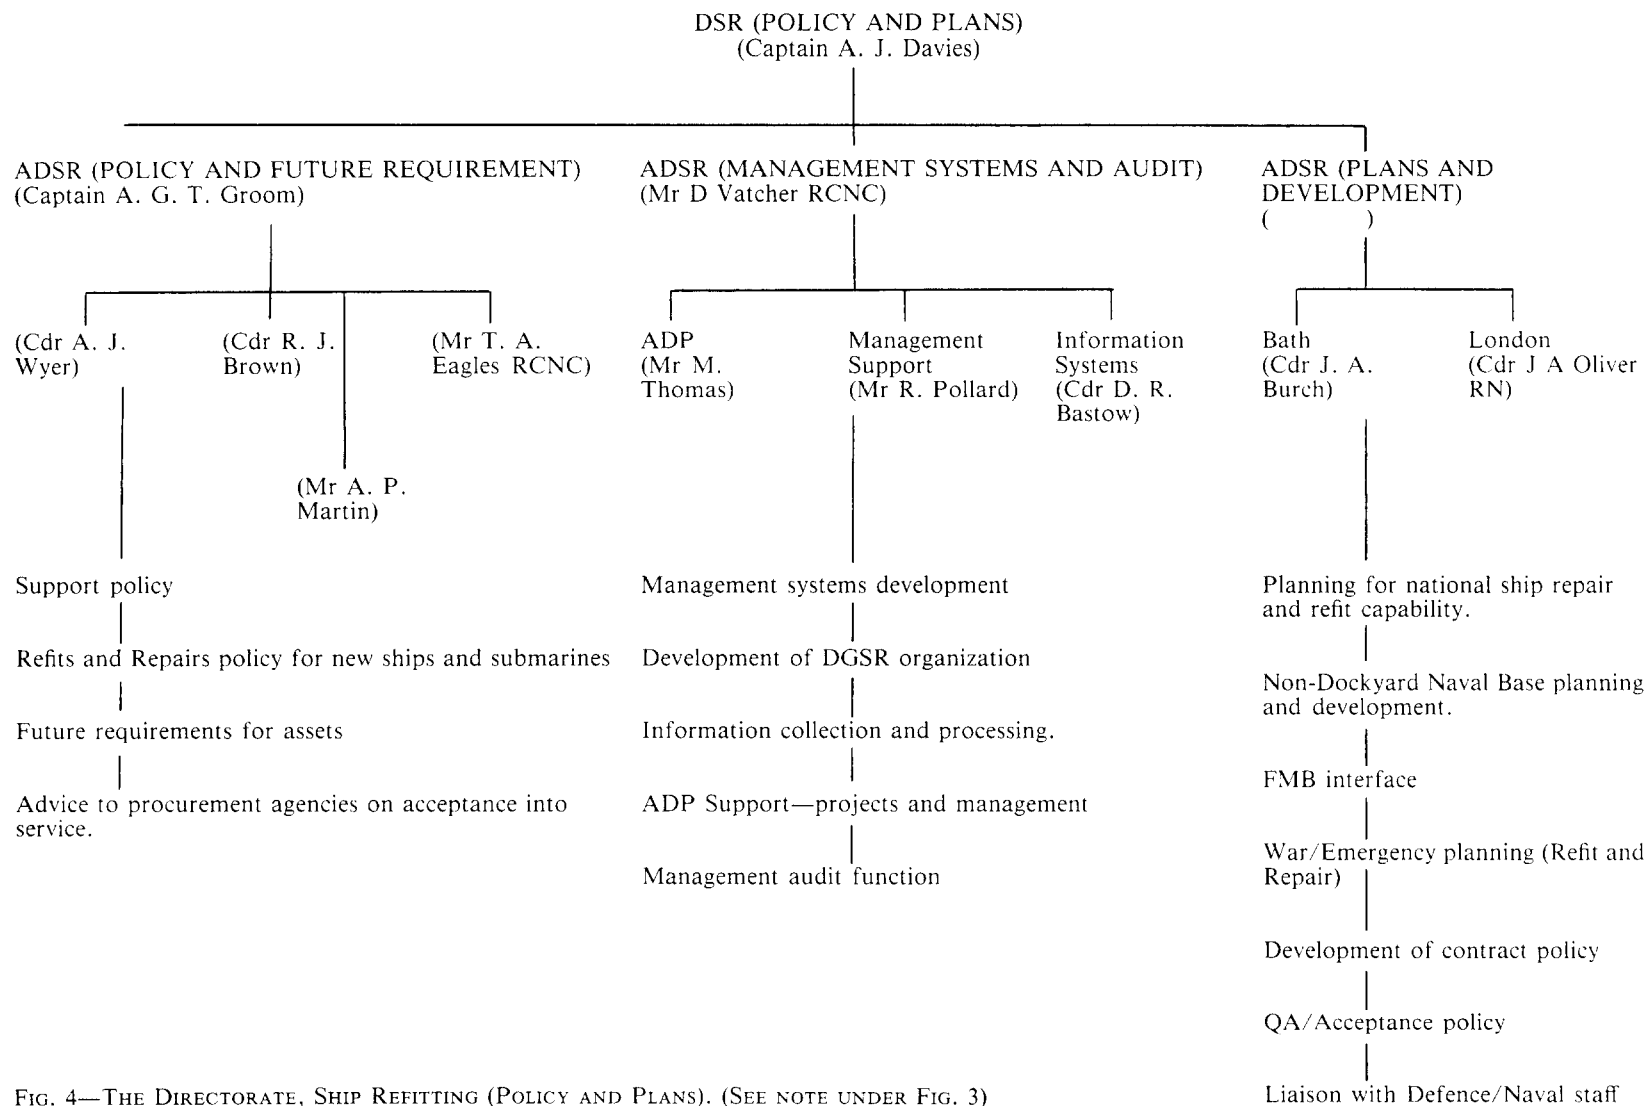 DSR (POLICY AND PLANS)
(Captain A. J. Davies)
ADSR (POLICY AND FUTURE REQUIREMENT)
(Captain A. G. T. Groom)
(Cdr A. J.
Wyer)
(Cdr R. J.
Brown)
(Mr T. A.
Eagles RCNC)
(Mr A. P.
Martin)
Support policy
Refits and Repairs policy for new ships and submarines
Future requirements for assets
Advice to procurement agencies on acceptance into
service.
ADSR (MANAGEMENT SYSTEMS AND AUDIT)
(Mr D Vatcher RCNC)
ADP
(Mr M.
Thomas)
Management
Support
(Mr R. Pollard)
Information
Systems
(Cdr D. R.
Bastow)
Management systems development
Development of DGSR organization
Information collection and processing.
ADP Support—projects and management
Management audit function
ADSR (PLANS AND
DEVELOPMENT)
( )
Bath
(Cdr J. A.
Burch)
London
(Cdr J A Oliver
RN)
Planning for national ship repair
and refit capability.
Non-Dockyard Naval Base planning
and development.
FMB interface
War/Emergency planning (Refit and
Repair)
Development of contract policy
QA/Acceptance policy
Liaison with Defence/Naval staff
FIG. 4—THE DIRECTORATE, SHIP REFITTING (POLICY AND PLANS). (SEE NOTE UNDER FIG. 3)